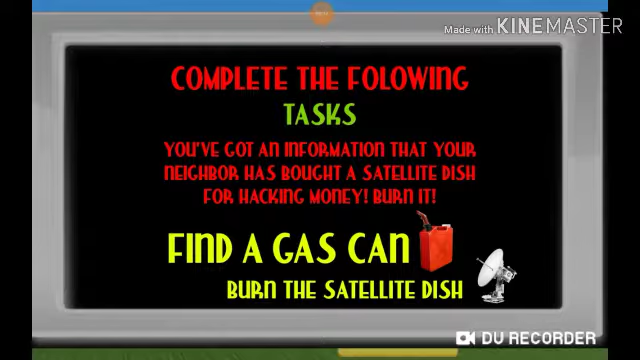 Made with KINEMASTER
COMPLETE THE FOLOWING
TASKS
YOU'VE GOT AN INFORMATION THAT YOUR
NEIGHBOR HAS BOUGHT A SATELLITE DISH
FOR HACKING MONEY! BURN IT!
FIND A GAS CAN
BURN THE SATELLITE DISH
DU RECORDER